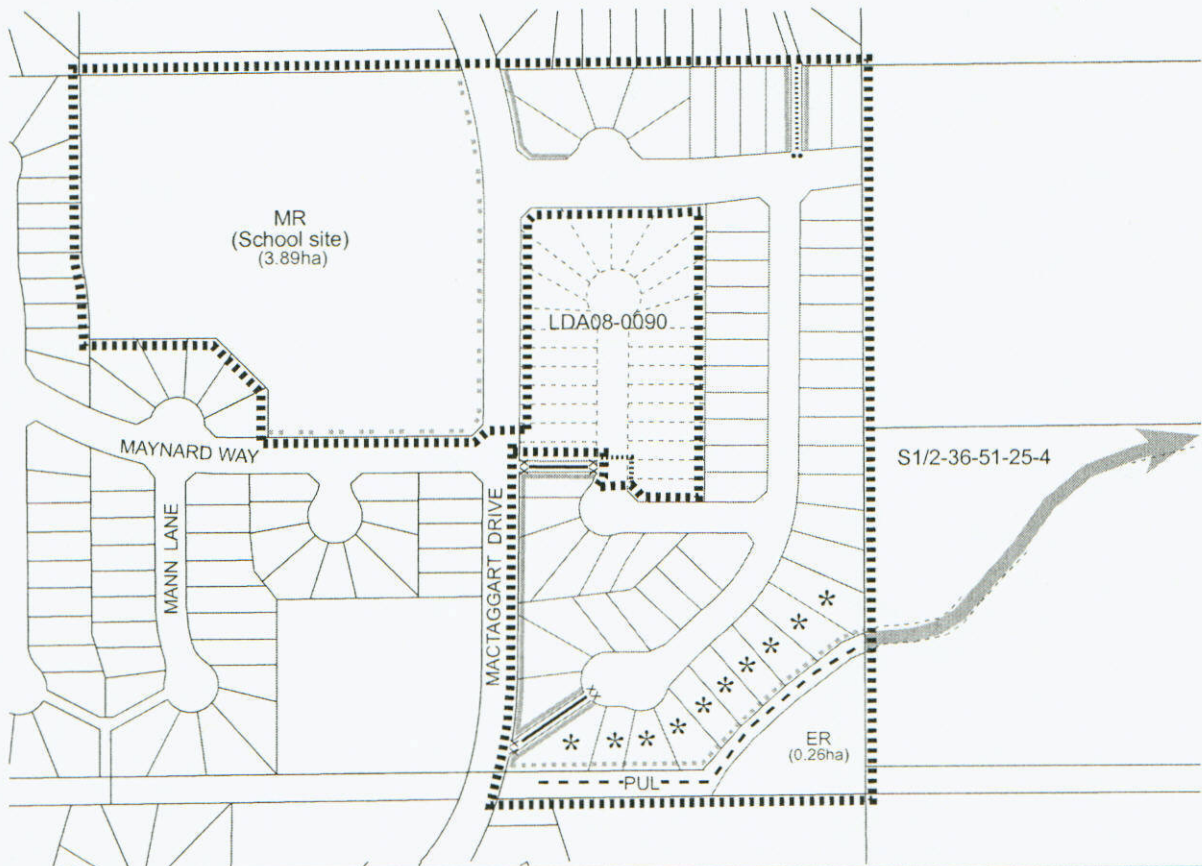 MR
(School site)
(3.89ha)
LDA08-0090
MAYNARD WAY
S1/2-36-51-25-4
MANN LANE
MACTAGGART DRIVE
ER
(0.26ha)
PUL